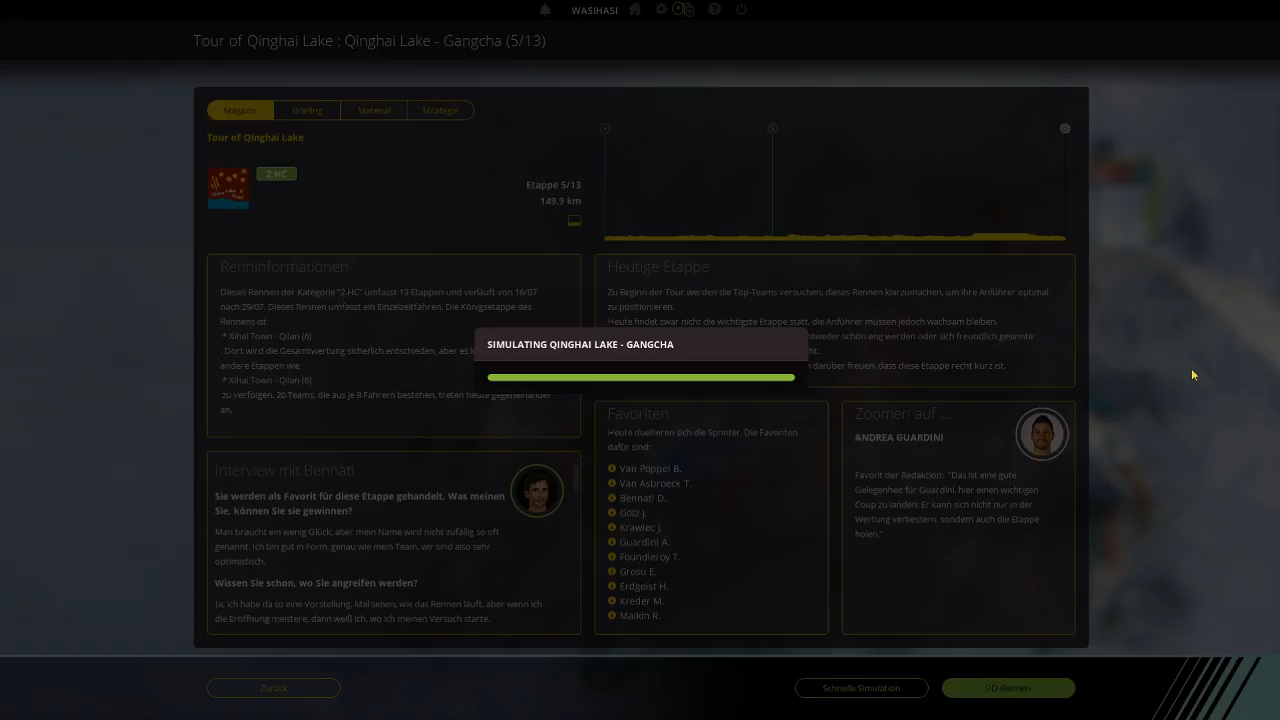 WASIHASI
Tour of Qinghai Lake : Qinghai Lake - Gangcha (5/13)
Magazin
Briefing
Material
Strategie
Tour of Qinghai Lake
2.HC
Etappe 5/13
149.9 km
Renninformationen
Dieses Rennen der Kategorie "2.HC" umfasst 13 Etappen und verläuft von 16/07
nach 29/07. Dieses Rennen umfasst ein Einzelzeitfahren. Die Königsetappe des
Rennens ist
* Xihai Town - Qilan (6)
. Dort wird die Gesamtwertung sicherlich entschieden, aber es
andere Etappen wie
* Xihai Town - Qilan (6)
zu verfolgen. 20 Teams, die aus je 8 Fahrern bestehen, treten heute gegeneinander
an.
Heutige Etappe
Zu Beginn der Tour werden die Top-Teams versuchen, dieses Rennen klarzumachen, um ihre Anführer optimal
zu positionieren.
Heute findet zwar nicht die wichtigste Etappe statt, die Anführer müssen jedoch wachsam bleiben.
entweder schön eng werden oder sich freundlich gesinnte
darüber freuen, dass diese Etappe recht kurz ist.
SIMULATING QINGHAI LAKE - GANGCHA
Interview mit Bennati
Sie werden als Favorit für diese Etappe gehandelt. Was meinen
Sie, können Sie sie gewinnen?
Man braucht ein wenig Glück, aber mein Name wird nicht zufällig so oft
genannt. Ich bin gut in Form, genau wie mein Team, wir sind also sehr
optimistisch.
Wissen Sie schon, wo Sie angreifen werden?
Ja, ich habe da so eine Vorstellung. Mal sehen, wie das Rennen läuft, aber wenn ich
die Eröffnung meistere, dann weiß ich, wo ich meinen Versuch starte.
Favoriten
Heute duellieren sich die Sprinter. Die Favoriten
dafür sind:
Van Poppel B.
Van Asbroeck T.
Bennati D.
Götz J.
Krawiec J.
Guardini A.
Foundleroy T.
Grosu E.
Erdgeist H.
Kreder M.
Maikin R.
Zoomen auf ...
ANDREA GUARDINI
Favorit der Redaktion: "Das ist eine gute
Gelegenheit für Guardini, hier einen wichtigen
Coup zu landen: Er kann sich nicht nur in der
Wertung verbessern, sondern auch die Etappe
holen."
Zurück
Schnelle Simulation
3D-Rennen